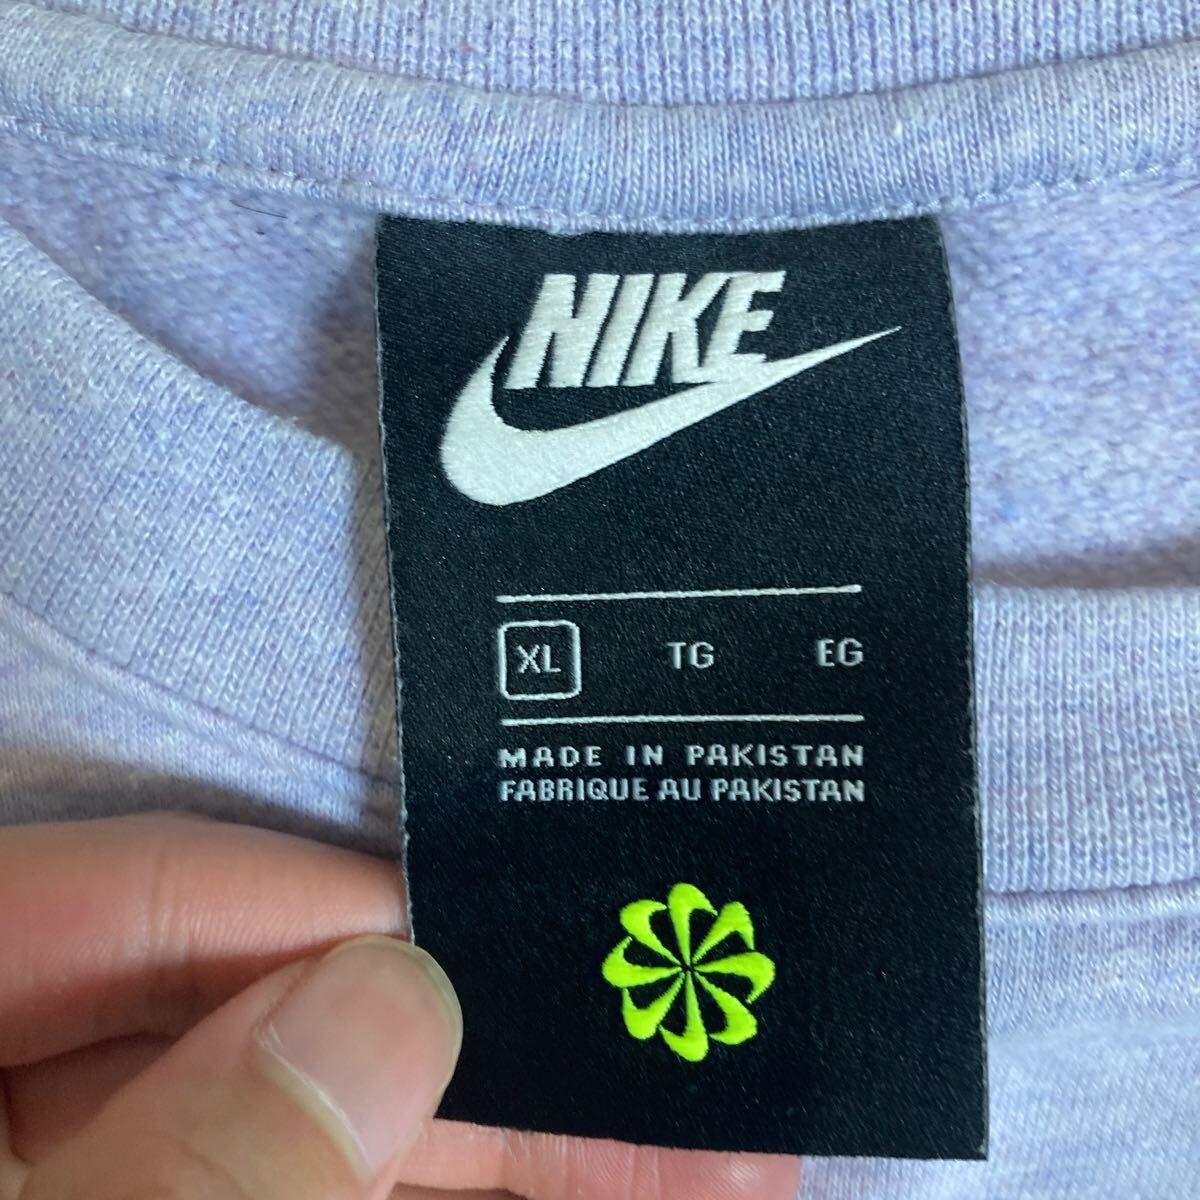 NIKE
XL TG EG
MADE IN PAKISTAN
FABRIQUE AU PAKISTAN